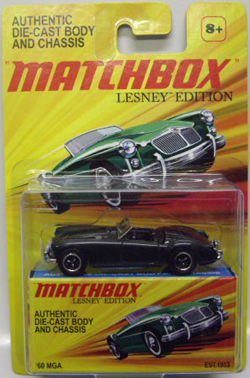 AUTHENTIC
DIE-CAST BODY
AND CHASSIS
8+
"MATCHBOX"
LESNEY EDITION
"MATCHBOX"
LESNEY EDITION
AUTHENTIC
DIE-CAST BODY
AND CHASSIS
'60 MGA
EST.1953